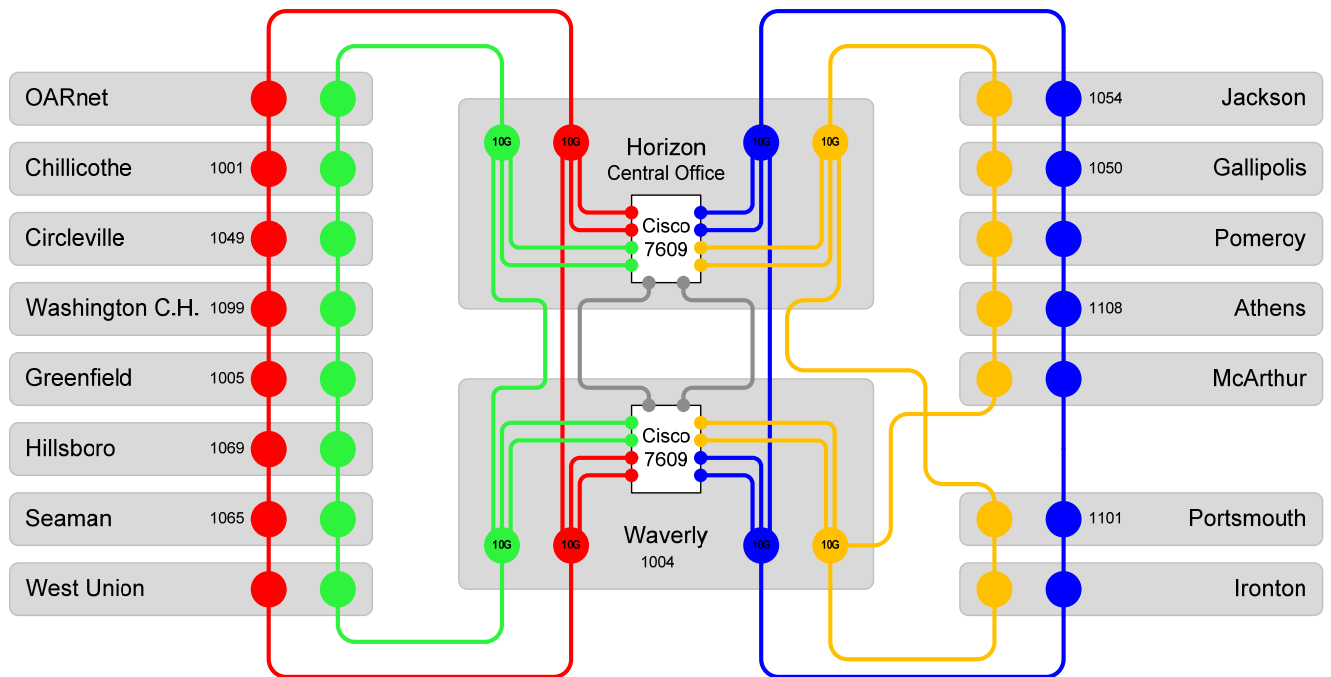 OARnet
Chillicothe 1001
Circleville 1049
Washington C.H. 1099
Greenfield 1005
Hillsboro 1069
Seaman 1065
West Union
10G 10G 10G 10G
Horizon
Central Office
Cisco
7609
Cisco
7609
10G 10G 10G 10G
Waverly
1004
1054 Jackson
1050 Gallipolis
Pomeroy
1108 Athens
McArthur
1101 Portsmouth
Ironton